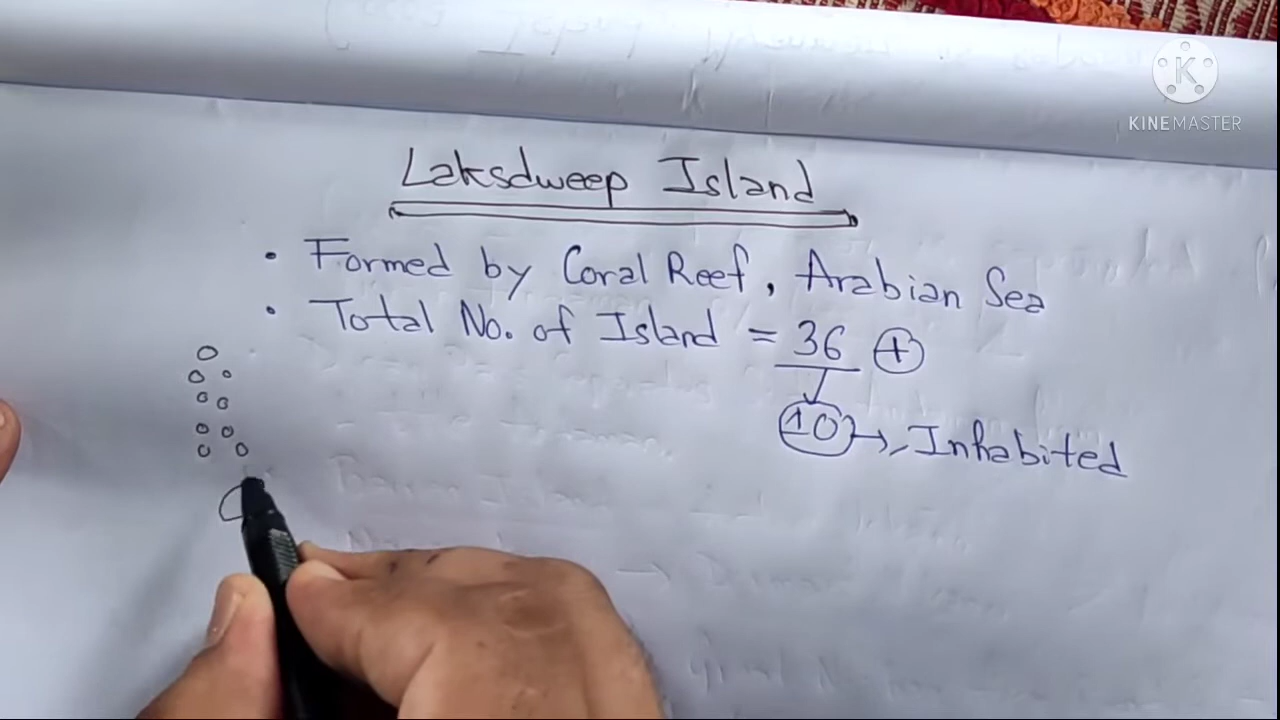 KINEMASTER
Laksdweep Island
• Formed by Coral Reef, Arabian Sea
• Total No. of Island = 36 +
10 → Inhabited